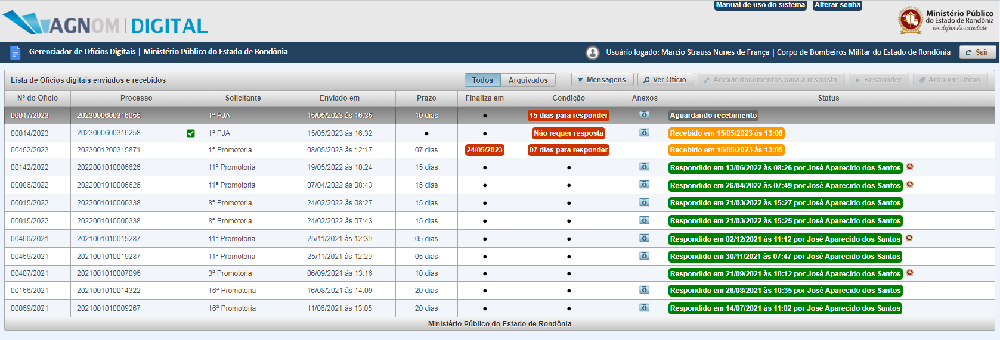 Manual de uso do sistema Alterar senha
AGNOM | DIGITAL
Ministério Público
do Estado de Rondônia
em defesa da sociedade
Gerenciador de Ofícios Digitais | Ministério Público do Estado de Rondônia
Usuário logado: Marcio Strauss Nunes de França | Corpo de Bombeiros Militar do Estado de Rondônia Sair
Lista de Ofícios digitais enviados e recebidos Todos Arquivados Mensagens Ver Ofício Anexar documentos para a resposta Responder Arquivar Ofício
N° do Ofício Processo Solicitante Enviado em Prazo Finaliza em Condição Anexos Status
00017/2023 2023000600316055 1ª PJA 15/05/2023 às 16:35 10 dias • 15 dias para responder Aguardando recebimento
00014/2023 2023000600316258 1ª PJA 15/05/2023 às 16:32 • • Não requer resposta Recebido em 15/05/2023 às 13:06
00462/2023 2023001200315871 1ª Promotoria 08/05/2023 às 12:17 07 dias 24/05/2023 07 dias para responder Recebido em 15/05/2023 às 13:05
00142/2022 2022001010006626 11ª Promotoria 19/05/2022 às 10:24 15 dias • • Respondido em 13/06/2022 às 08:26 por José Aparecido dos Santos
00086/2022 2022001010006626 11ª Promotoria 07/04/2022 às 08:43 15 dias • • Respondido em 26/04/2022 às 07:49 por José Aparecido dos Santos
00015/2022 2022001010000338 8ª Promotoria 24/02/2022 às 08:27 15 dias • • Respondido em 21/03/2022 às 15:27 por José Aparecido dos Santos
00015/2022 2022001010000338 8ª Promotoria 24/02/2022 às 07:43 15 dias • • Respondido em 21/03/2022 às 15:25 por José Aparecido dos Santos
00460/2021 2021001010019287 11ª Promotoria 25/11/2021 às 12:39 05 dias • • Respondido em 02/12/2021 às 11:12 por José Aparecido dos Santos
00459/2021 2021001010019287 11ª Promotoria 25/11/2021 às 12:29 05 dias • • Respondido em 30/11/2021 às 07:47 por José Aparecido dos Santos
00407/2021 2021001010007096 3ª Promotoria 06/09/2021 às 13:16 10 dias • • Respondido em 21/09/2021 às 10:12 por José Aparecido dos Santos
00166/2021 2021001010014322 16ª Promotoria 16/08/2021 às 14:09 20 dias • • Respondido em 26/08/2021 às 10:35 por José Aparecido dos Santos
00069/2021 2021001010009267 16ª Promotoria 11/06/2021 às 13:05 20 dias • • Respondido em 14/07/2021 às 11:02 por José Aparecido dos Santos
Ministério Público do Estado de Rondônia